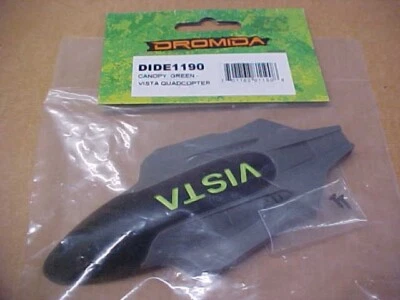 DROMIDA
DIDE1190
CANOPY GREEN -
VISTA QUADCOPTER
VISTA